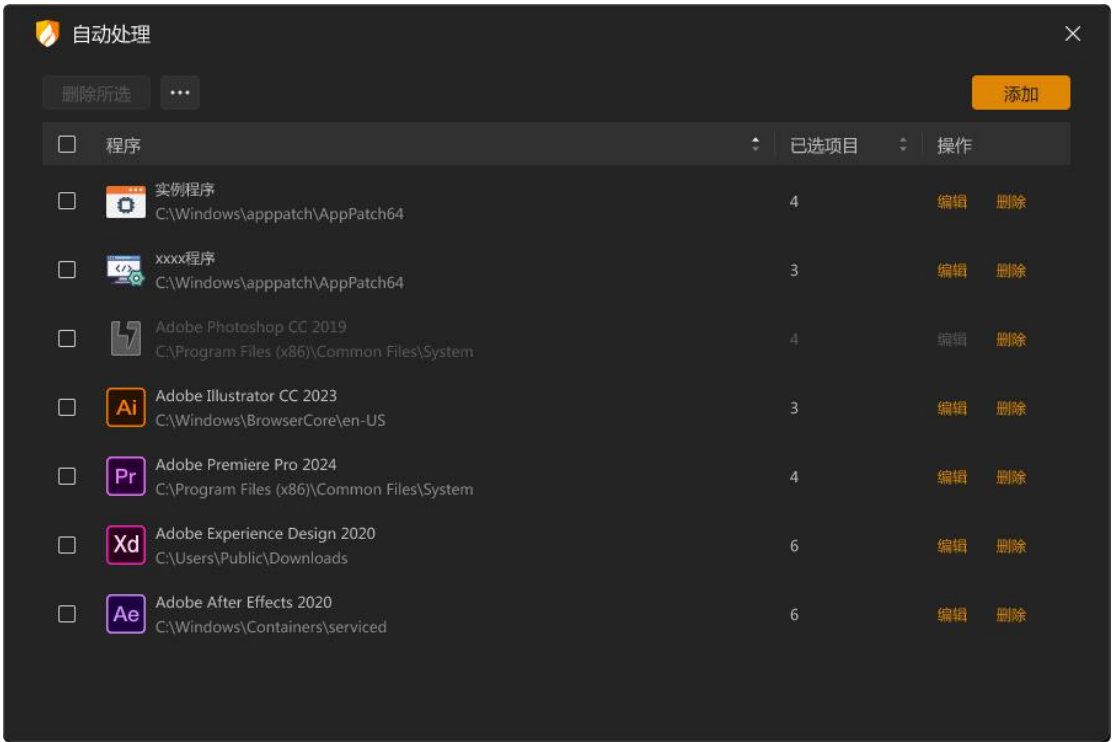 自动处理
删除所选 ··· 添加
程序 已选项目 操作
实例程序
C:\Windows\apppatch\AppPatch64 4 编辑 删除
xxxx程序
C:\Windows\apppatch\AppPatch64 3 编辑 删除
Adobe Photoshop CC 2019
C:\Program Files (x86)\Common Files\System 4 编辑 删除
Ai Adobe Illustrator CC 2023
C:\Windows\BrowserCore\en-US 3 编辑 删除
Pr Adobe Premiere Pro 2024
C:\Program Files (x86)\Common Files\System 4 编辑 删除
Xd Adobe Experience Design 2020
C:\Users\Public\Downloads 6 编辑 删除
Ae Adobe After Effects 2020
C:\Windows\Containers\serviced 6 编辑 删除